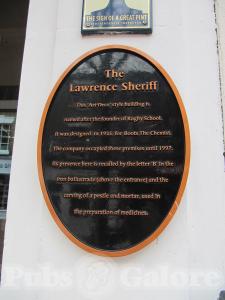 THE SIGN OF A GREAT PINT
The
Lawrence Sheriff
This 'Art Deco' style building is
named after the founder of Rugby School.
It was designed in 1935, for Boots The Chemist.
The company occupied these premises until 1997.
Its presence here is recalled by the letter 'B' in the
iron ballustrade (above the entrance) and the
carving of a pestle and mortar, used in
the preparation of medicines.
Pubs Galore